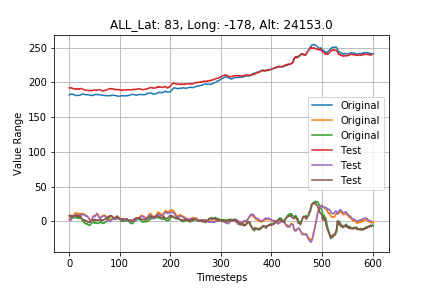 ALL_Lat: 83, Long: -178, Alt: 24153.0
250
200
150
100
50
0
Value Range
Original
Original
Original
Test
Test
Test
0 100 200 300 400 500 600
Timesteps